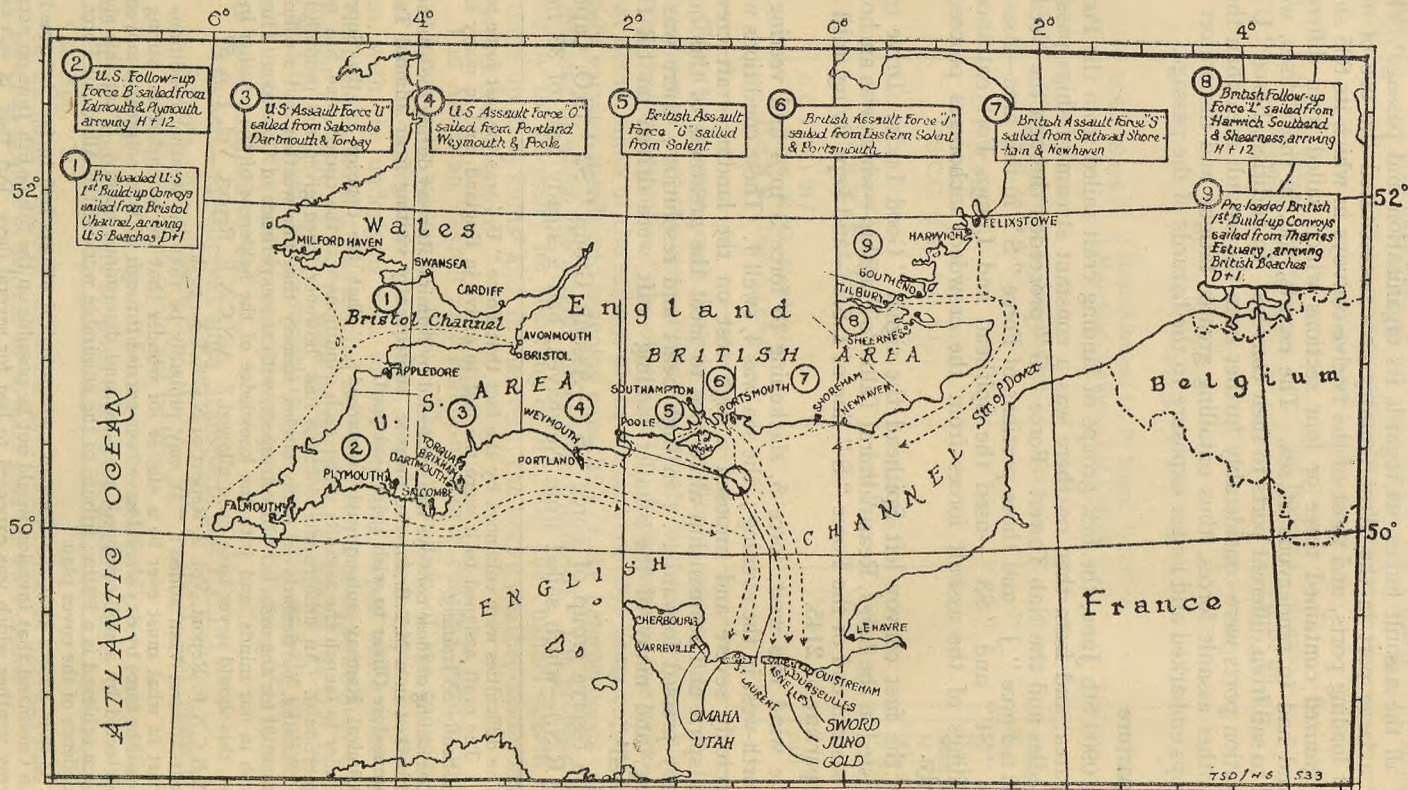 6°
4°
2°
0°
2°
4°
2
U.S. Follow-up
Force B' sailed from
Falmouth & Plymouth
arriving H + 12
3
U.S. Assault Force "U"
sailed from Salcombe
Dartmouth & Torbay
4
U.S Assault Force "O"
sailed from Portland
Weymouth & Poole
5
British Assault
Force "G" sailed
from Solent
6
British Assault Force "J"
sailed from Eastern Solent
& Portsmouth
7
British Assault Force "S"
sailed from Spithead Shore-
ham & Newhaven
8
British Follow-up
Force "L" sailed from
Harwich Southend
& Sheerness, arriving
H + 12
1
Pre-loaded U.S
1st Build-up Convoys
sailed from Bristol
Channel, arriving
U.S Beaches D+1
9
Pre-loaded British
1st Build-up Convoys
sailed from Thames
Estuary, arriving
British Beaches
D+1.
52°
52°
Wales
MILFORD HAVEN
SWANSEA
CARDIFF
1
Bristol Channel
AVONMOUTH
BRISTOL
APPLEDORE
England
FELIXSTOWE
HARWICH
9
SOUTHEND
TILBURY
8
SHEERNESS
BRITISH AREA
U.S. AREA
2
3
4
5
6
7
SOUTHAMPTON
PORTSMOUTH
SHOREHAM
NEWHAVEN
POOLE
WEYMOUTH
PORTLAND
TORQUAY
BRIXHAM
DARTMOUTH
PLYMOUTH
SALCOMBE
FALMOUTH
Str. of Dover
Belgium
ATLANTIC OCEAN
50°
50°
ENGLISH CHANNEL
France
CHERBOURG
VARREVILLE
LE HAVRE
OUISTREHAM
COURSEULLES
ASNELLES
ST. LAURENT
OMAHA
UTAH
SWORD
JUNO
GOLD
TSD/HS 533